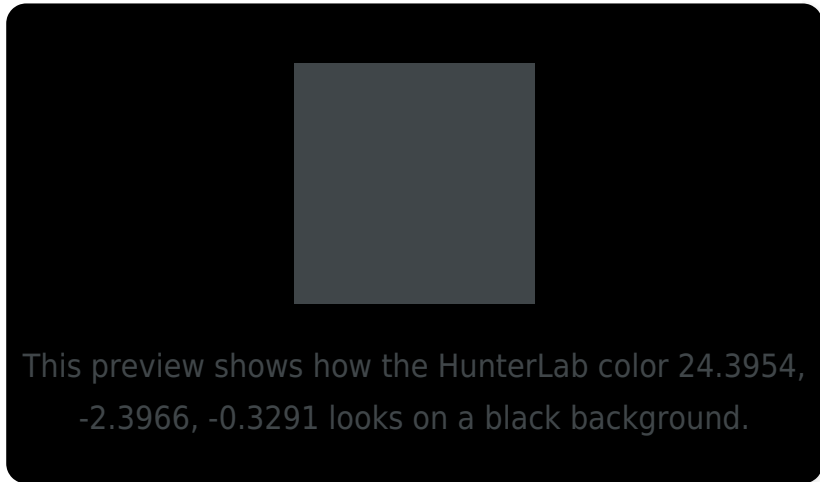 This preview shows how the HunterLab color 24.3954,
-2.3966, -0.3291 looks on a black background.